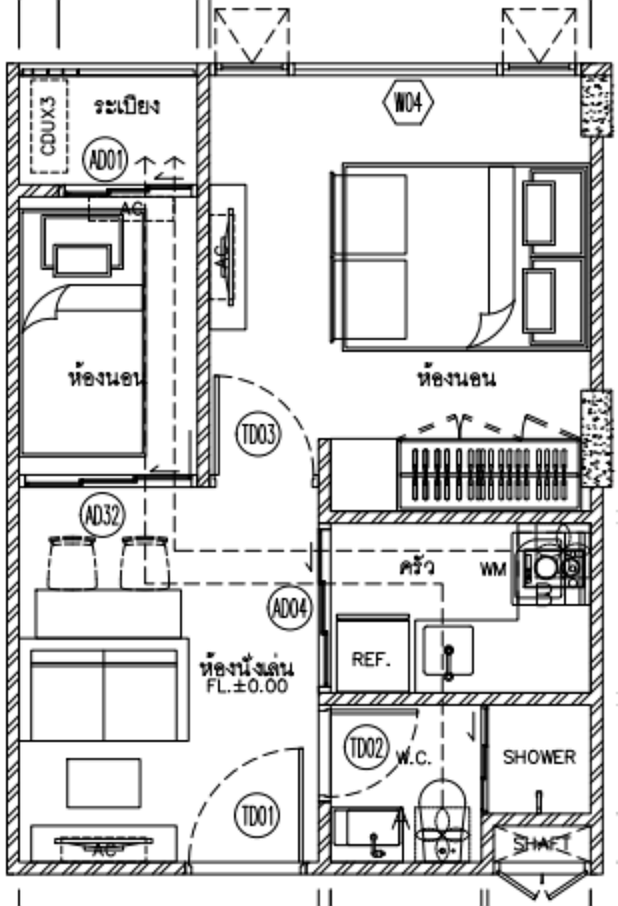 ระเบียง
CDUX3
W04
AD01
AC
AC
ห้องนอน
ห้องนอน
TD03
AD32
ครัว
WM
AD04
ห้องนั่งเล่น
FL.±0.00
REF.
TD02
W.C.
SHOWER
TD01
AC
SHAFT